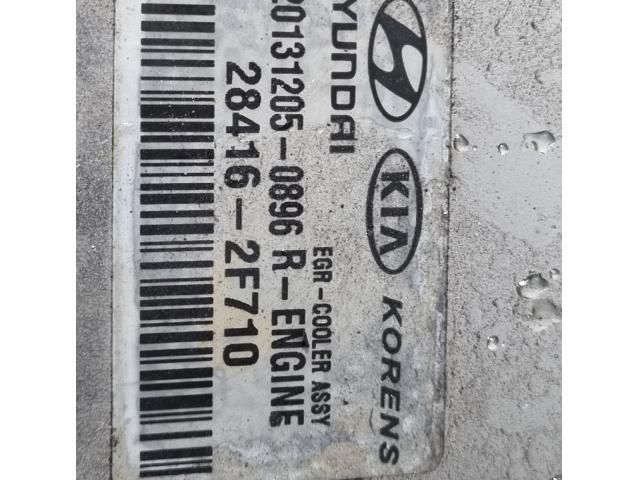 HYUNDAI KIA KORENS
EGR-COOLER ASSY
20131205-0896 R-ENGINE
28416-2F710